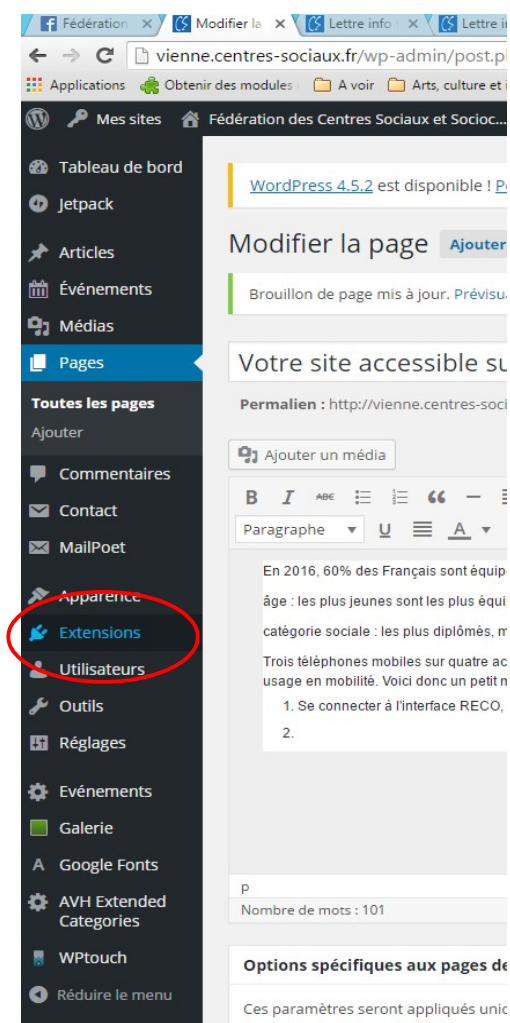 Fédération
Modifier la
Lettre info
Lettre in
vienne.centres-sociaux.fr/wp-admin/post.p
Applications
Obtenir des modules
A voir
Arts, culture et
Mes sites
Fédération des Centres Sociaux et Socioc...
Tableau de bord
Jetpack
Articles
Événements
Médias
Pages
Toutes les pages
Ajouter
Commentaires
Contact
MailPoet
Apparence
Extensions
Utilisateurs
Outils
Réglages
Evénements
Galerie
A Google Fonts
AVH Extended
Categories
WPtouch
Réduire le menu
WordPress 4.5.2 est disponible !
Modifier la page
Ajouter
Brouillon de page mis à jour. Prévisu
Votre site accessible su
Permalien : http://vienne.centres-soci
Ajouter un média
B I ABC
Paragraphe U A
En 2016, 60% des Français sont équip
âge : les plus jeunes sont les plus équi
catégorie sociale : les plus diplômés, m
Trois téléphones mobiles sur quatre ac
usage en mobilité. Voici donc un petit m
1. Se connecter à l'interface RECO,
2.
P
Nombre de mots : 101
Options spécifiques aux pages de
Ces paramètres seront appliqués uniq